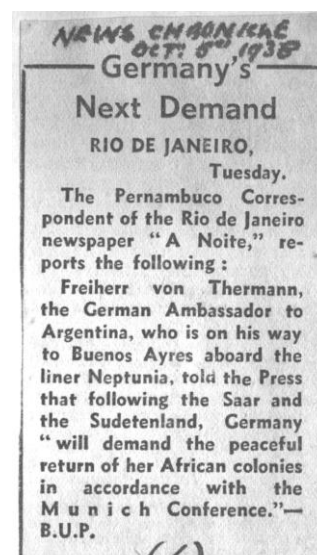 NEWS CHRONICLE
OCT: 5th 1938
Germany's
Next Demand
RIO DE JANEIRO,
Tuesday.
The Pernambuco Corres-
pondent of the Rio de Janeiro
newspaper "A Noite," re-
ports the following :
Freiherr von Thermann,
the German Ambassador to
Argentina, who is on his way
to Buenos Ayres aboard the
liner Neptunia, told the Press
that following the Saar and
the Sudetenland, Germany
"will demand the peaceful
return of her African colonies
in accordance with the
Munich Conference."—
B.U.P.